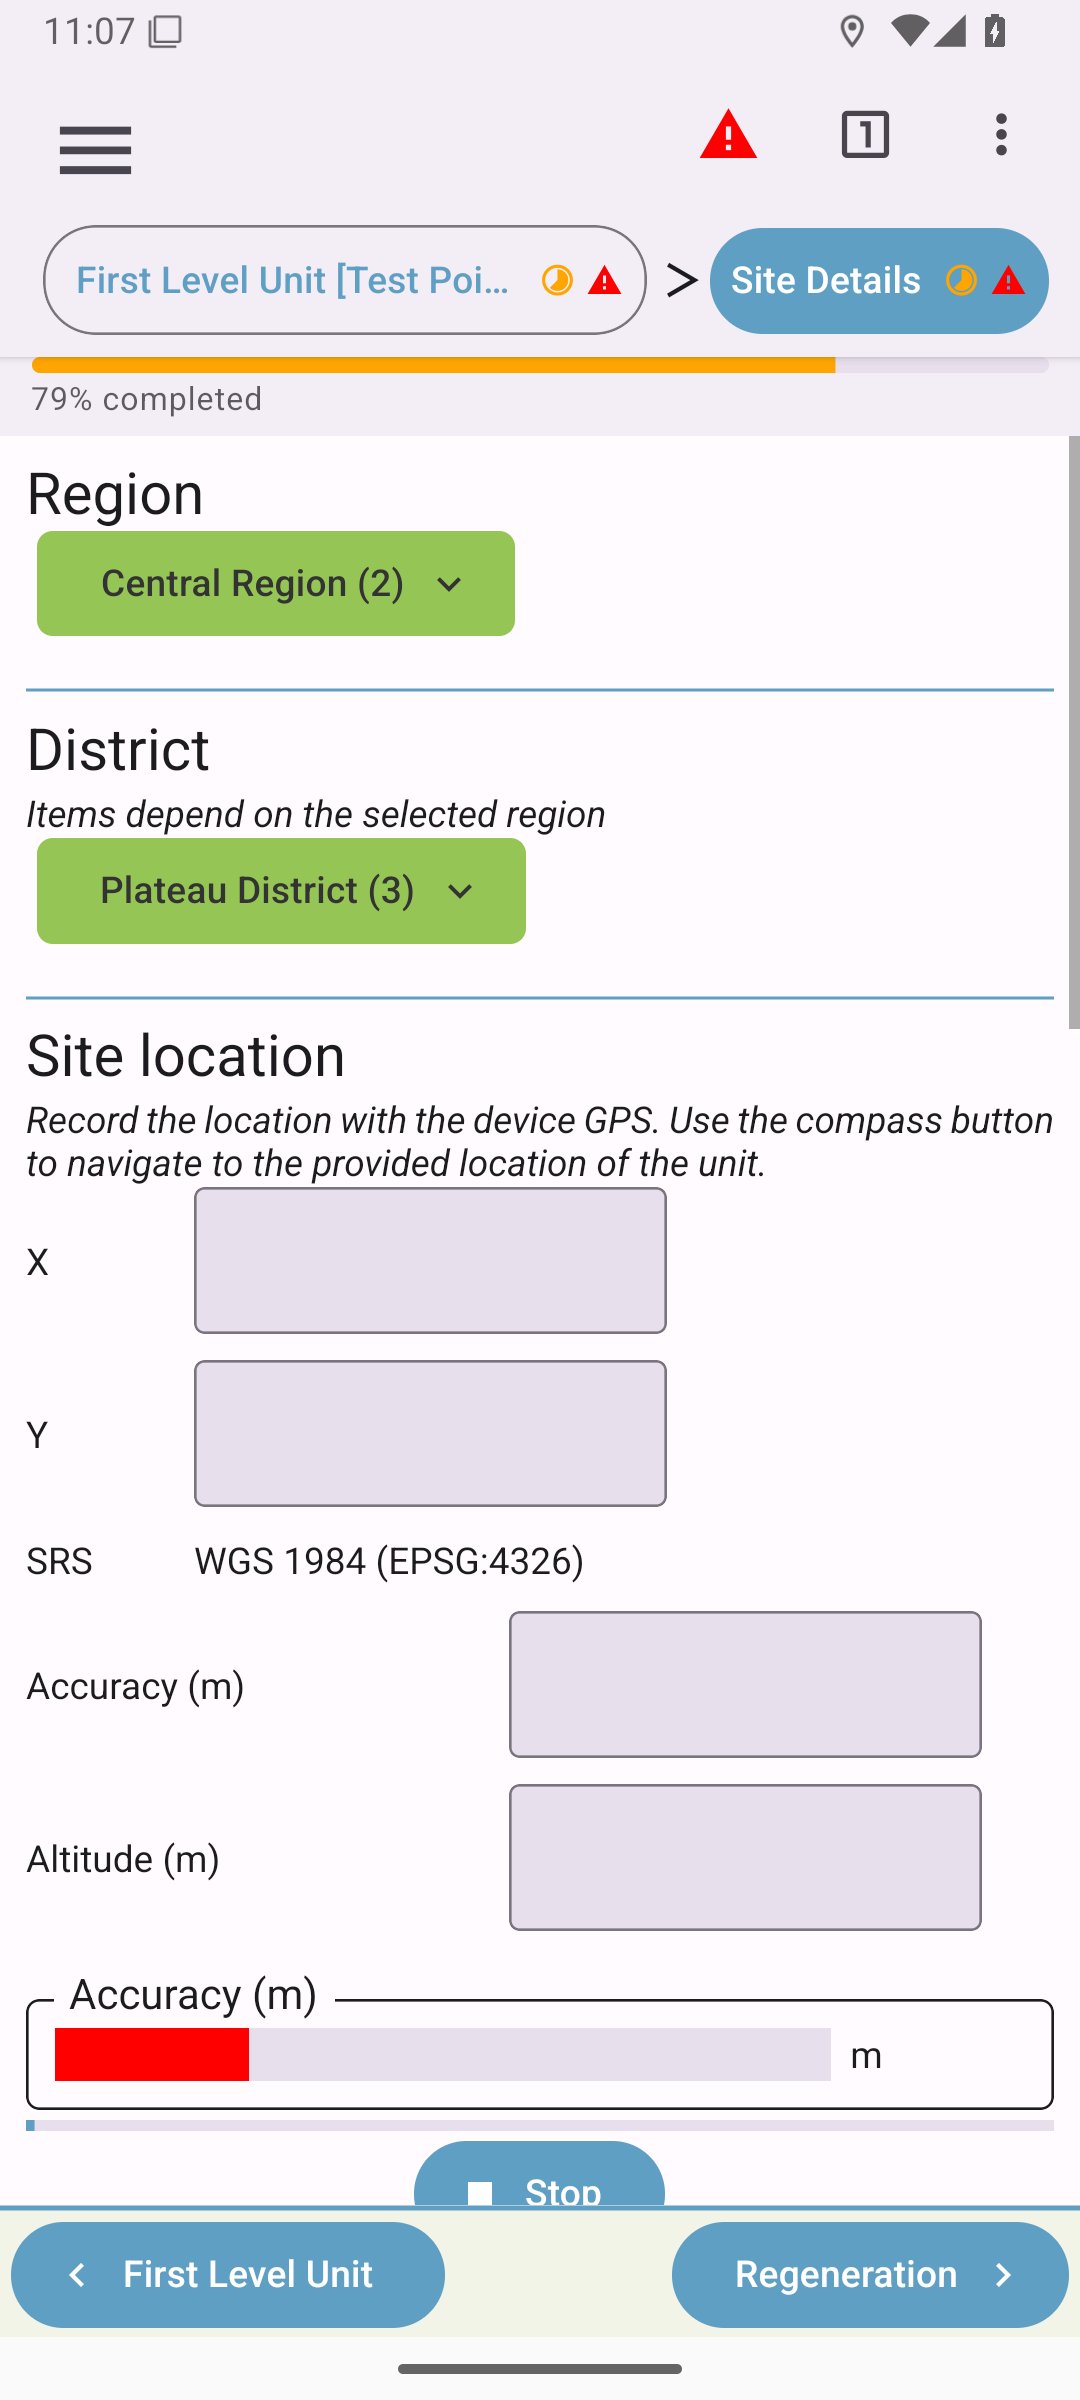 11:07
1
First Level Unit [Test Poi...
>
Site Details
79% completed
Region
Central Region (2)
District
Items depend on the selected region
Plateau District (3)
Site location
Record the location with the device GPS. Use the compass button
to navigate to the provided location of the unit.
X
Y
SRS
WGS 1984 (EPSG:4326)
Accuracy (m)
Altitude (m)
Accuracy (m)
m
Stop
First Level Unit
Regeneration